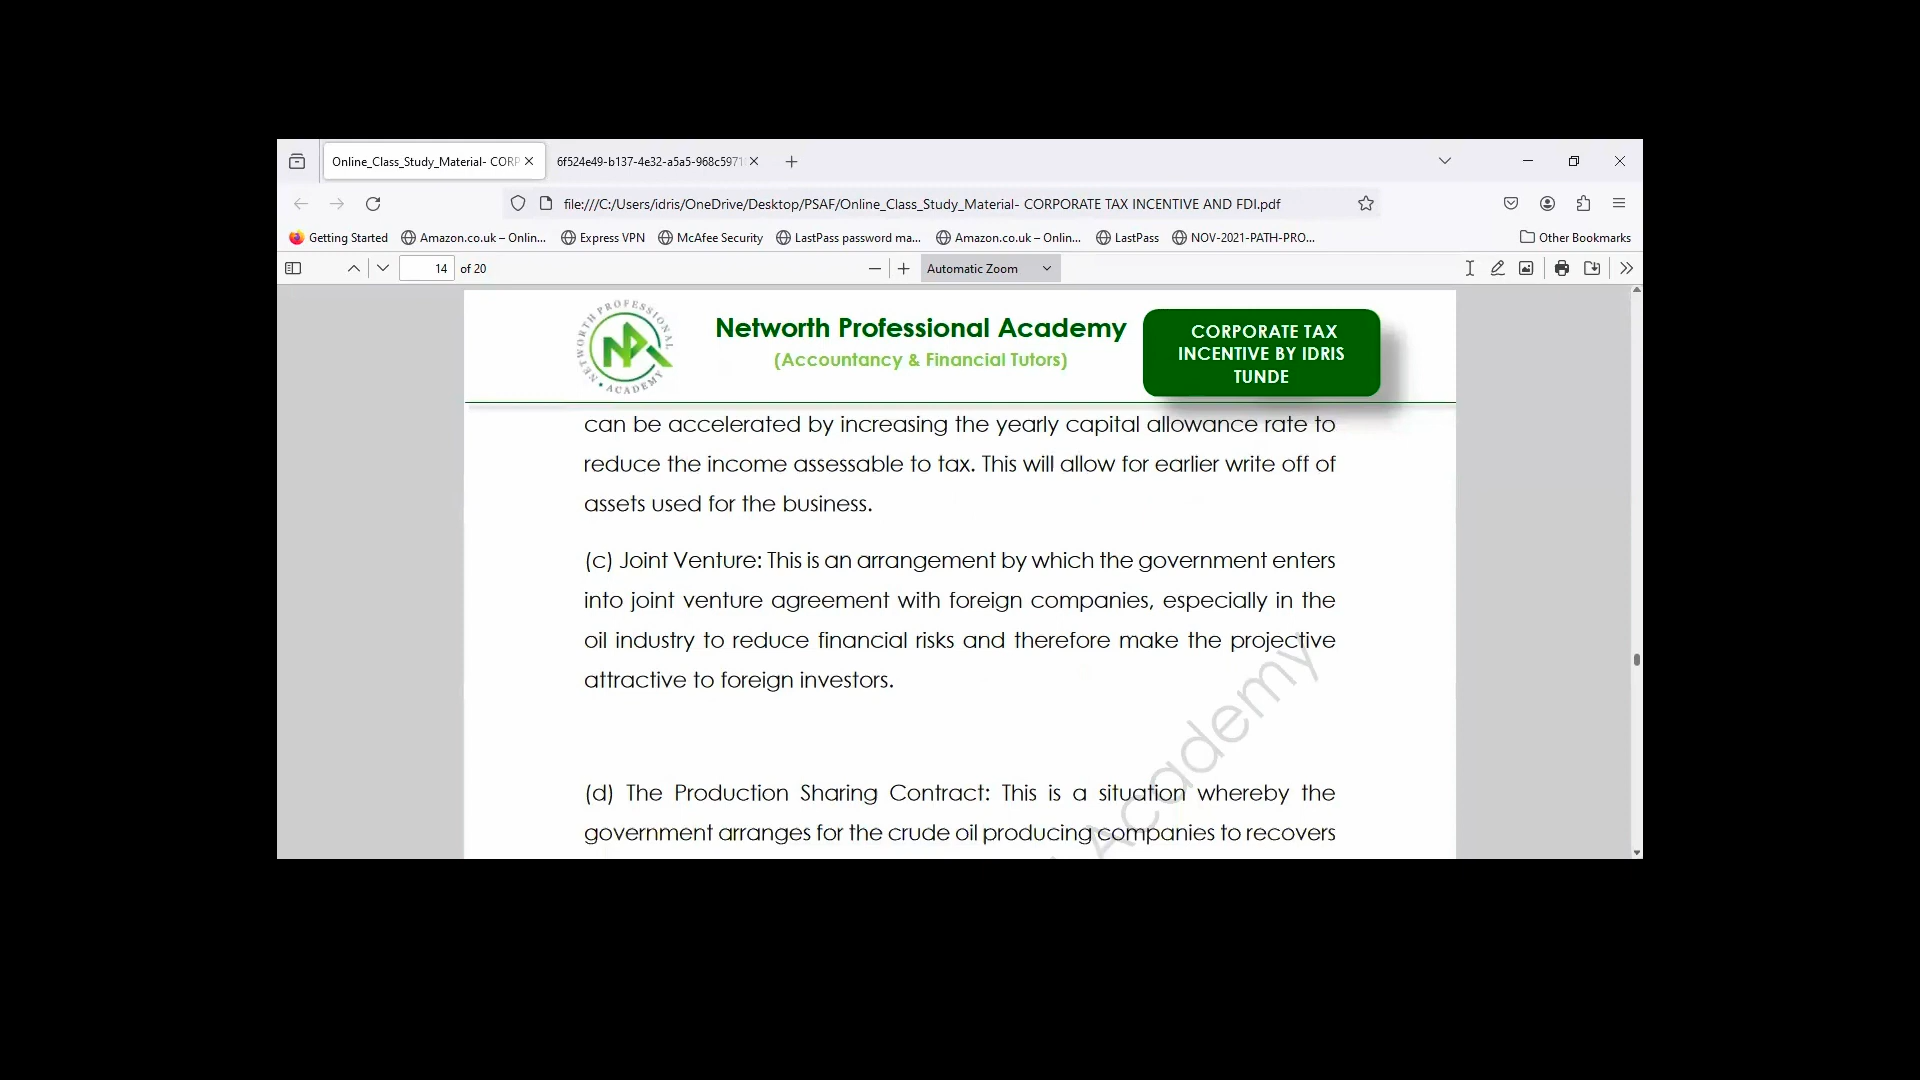 Online_Class_Study_Material- CORP
6f524e49-b137-4e32-a5a5-968c5971
file:///C:/Users/idris/OneDrive/Desktop/PSAF/Online_Class_Study_Material- CORPORATE TAX INCENTIVE AND FDI.pdf
Getting Started
Amazon.co.uk – Onlin...
Express VPN
McAfee Security
LastPass password ma...
Amazon.co.uk – Onlin...
LastPass
NOV-2021-PATH-PRO...
Other Bookmarks
14 of 20
Automatic Zoom
NETWORTH PROFESSIONAL
ACADEMY
Networth Professional Academy
(Accountancy & Financial Tutors)
CORPORATE TAX
INCENTIVE BY IDRIS
TUNDE
can be accelerated by increasing the yearly capital allowance rate to
reduce the income assessable to tax. This will allow for earlier write off of
assets used for the business.
(c) Joint Venture: This is an arrangement by which the government enters
into joint venture agreement with foreign companies, especially in the
oil industry to reduce financial risks and therefore make the projective
attractive to foreign investors.
(d) The Production Sharing Contract: This is a situation whereby the
government arranges for the crude oil producing companies to recovers
Academy